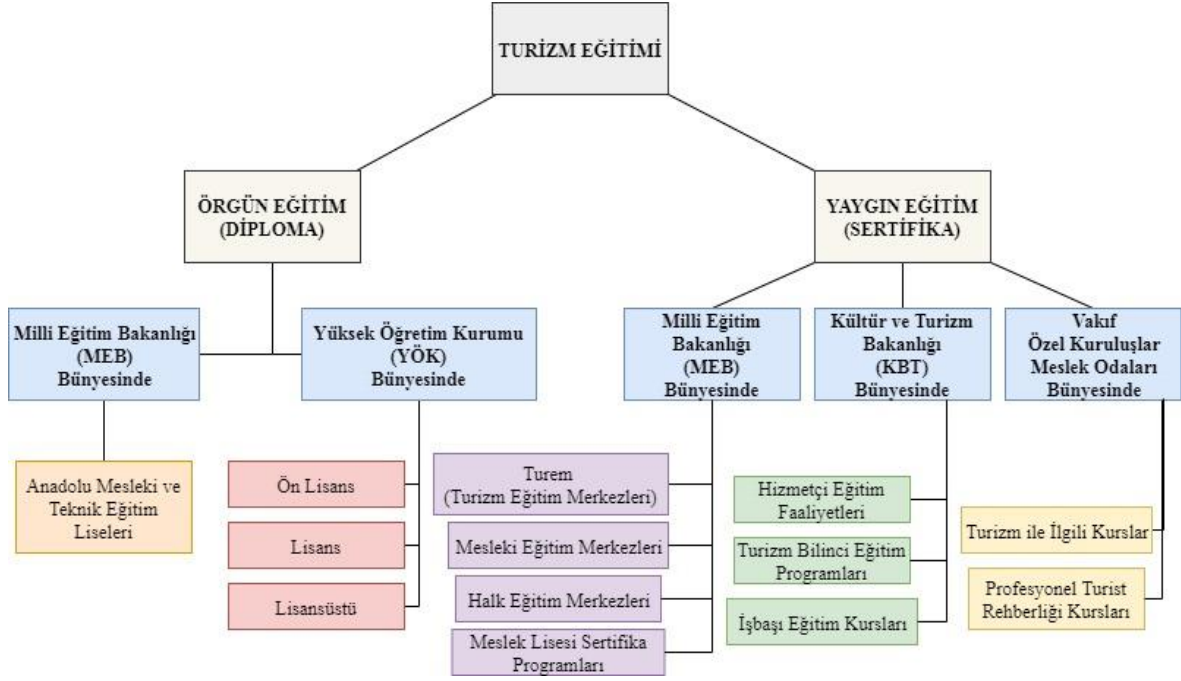 TURİZM EĞİTİMİ
ÖRGÜN EĞİTİM
(DİPLOMA)
YAYGIN EĞİTİM
(SERTİFIKA)
Milli Eğitim Bakanlığı
(MEB)
Bünyesinde
Yüksek Öğretim Kurumu
(YÖK)
Bünyesinde
Milli Eğitim
Bakanlığı
(MEB)
Bünyesinde
Kültür ve Turizm
Bakanlığı
(KBT)
Bünyesinde
Vakıf
Özel Kuruluşlar
Meslek Odaları
Bünyesinde
Anadolu Mesleki ve
Teknik Eğitim
Liseleri
Ön Lisans
Lisans
Lisansüstü
Turem
(Turizm Eğitim Merkezleri)
Mesleki Eğitim Merkezleri
Halk Eğitim Merkezleri
Meslek Lisesi Sertifika
Programları
Hizmetçi Eğitim
Faaliyetleri
Turizm Bilinci Eğitim
Programları
İşbaşı Eğitim Kursları
Turizm ile İlgili Kurslar
Profesyonel Turist
Rehberliği Kursları